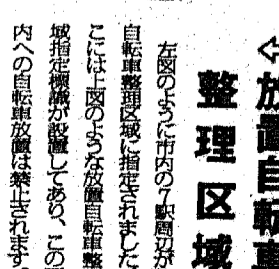 <放置自転車
整理区域
左図のように市内の7駅周辺が
自転車整理区域に指定されました
こには上図のような放置自転車整
域指定標識が設置してあり、この
内への自転車放置は禁止されます。